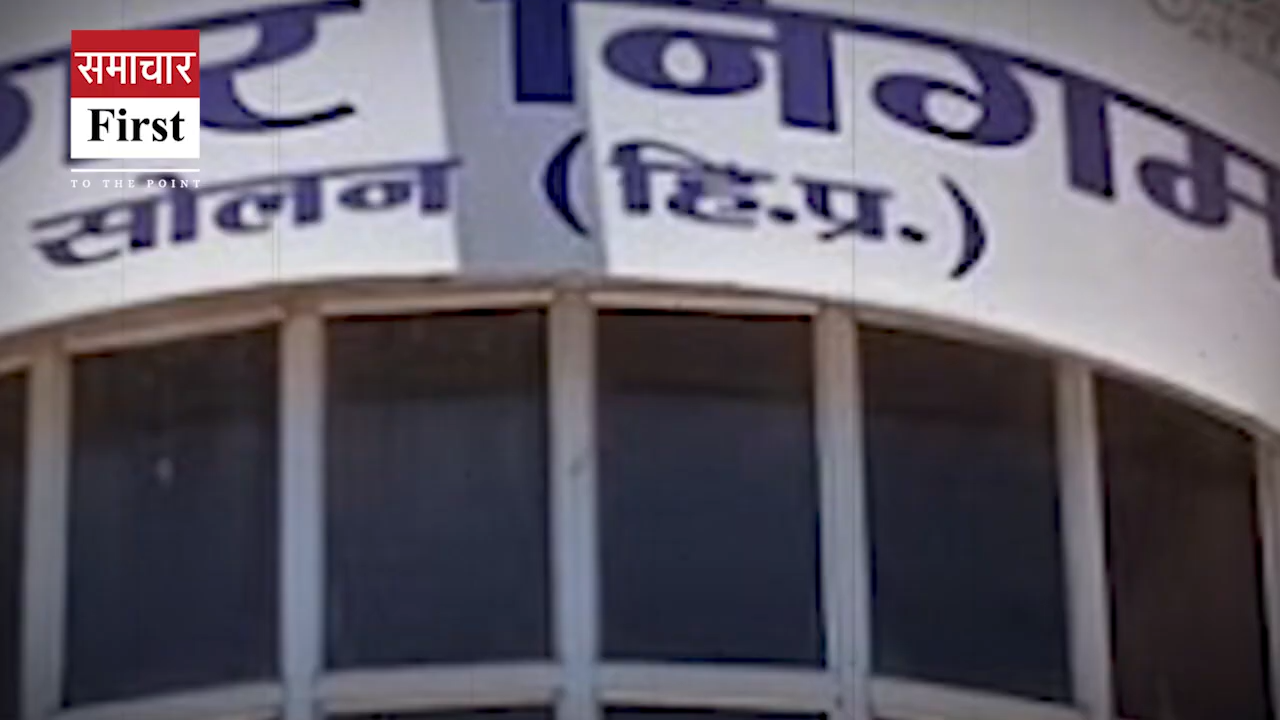 समाचार
First
TO THE POINT
निगम
सोलन (हि.प्र.)